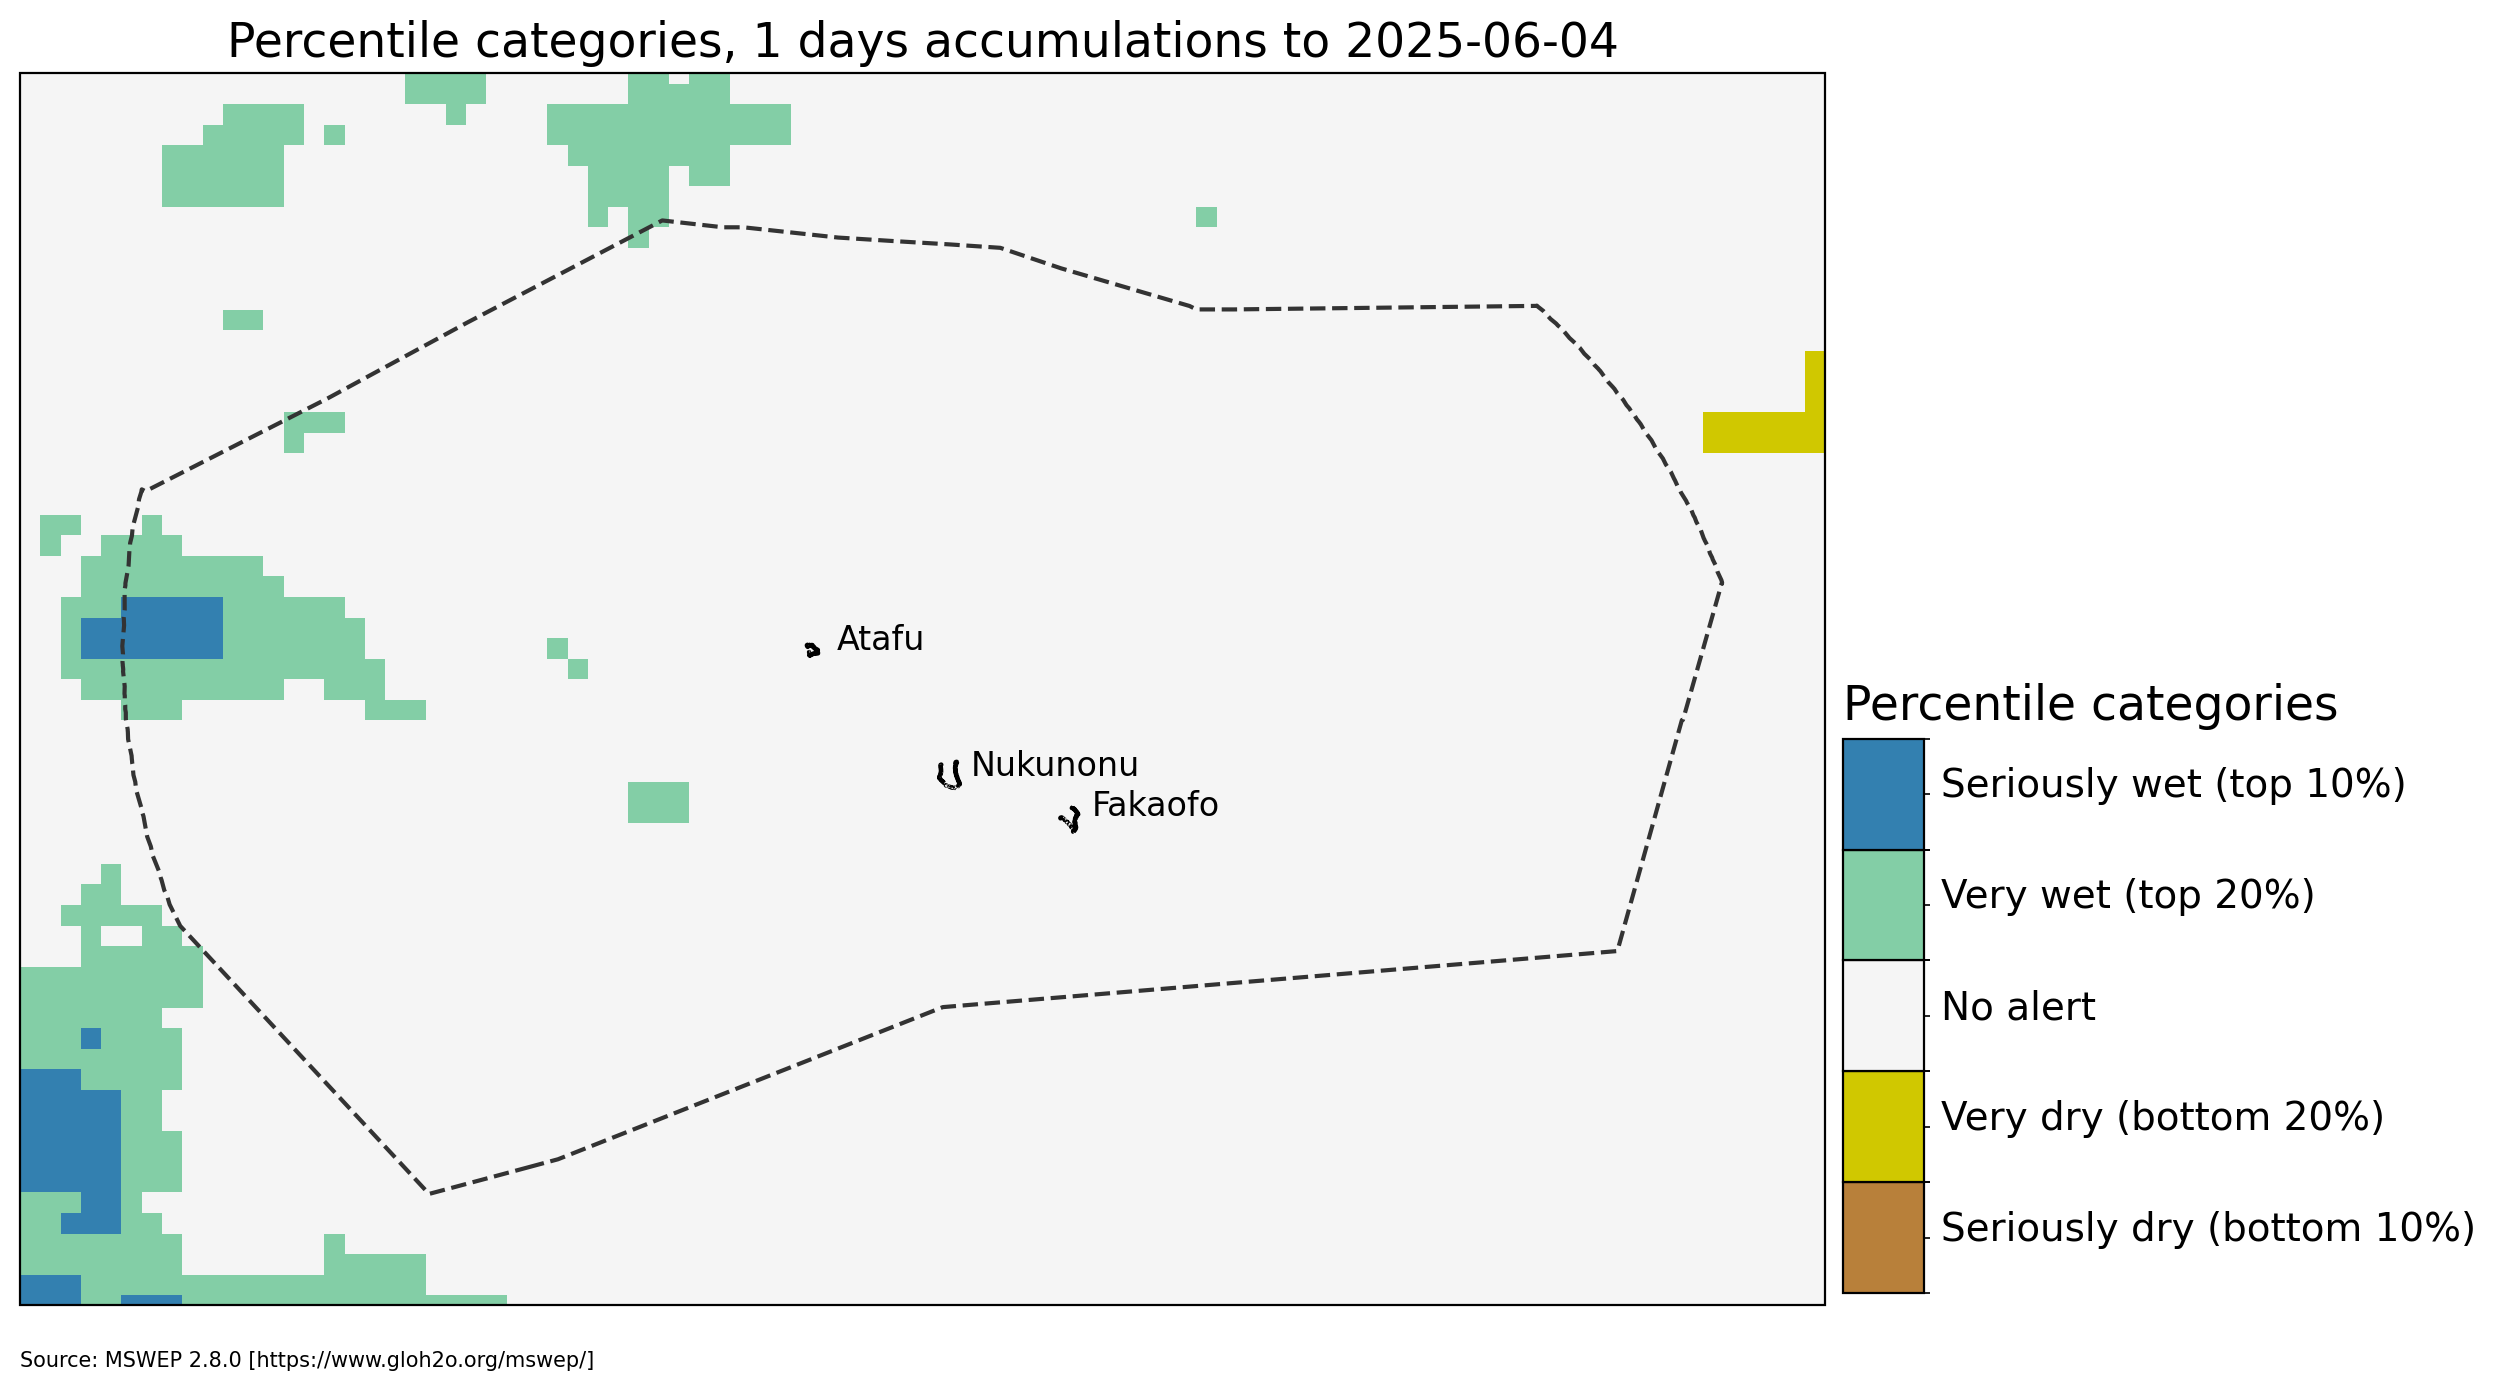 Percentile categories, 1 days accumulations to 2025-06-04
Atafu
Nukunonu
Fakaofo
Percentile categories
Seriously wet (top 10%)
Very wet (top 20%)
No alert
Very dry (bottom 20%)
Seriously dry (bottom 10%)
Source: MSWEP 2.8.0 [https://www.gloh2o.org/mswep/]